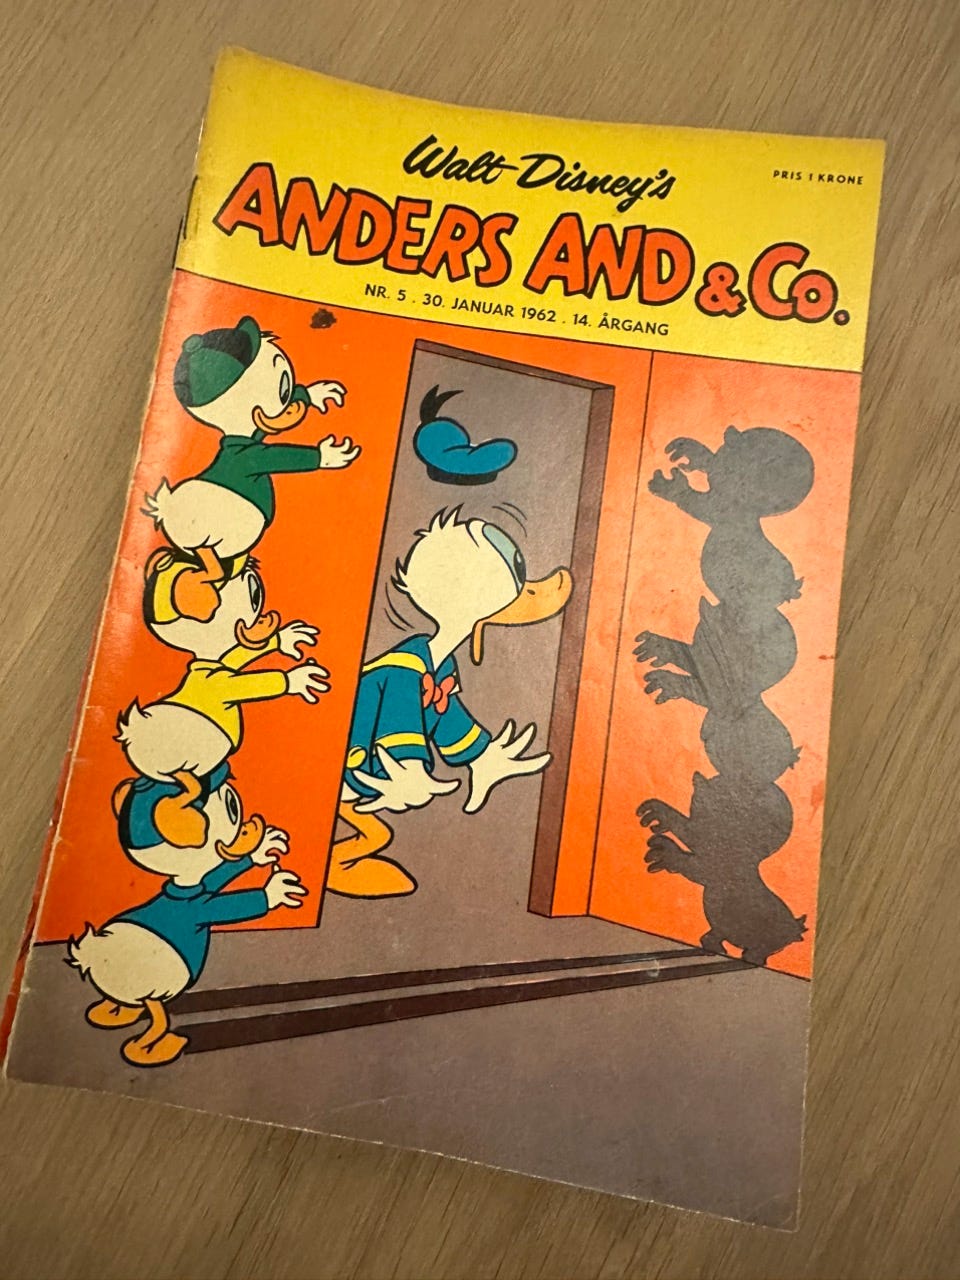 Walt Disney's
PRIS 1 KRONE
ANDERS AND & Co.
NR. 5 . 30. JANUAR 1962 . 14. ÅRGANG